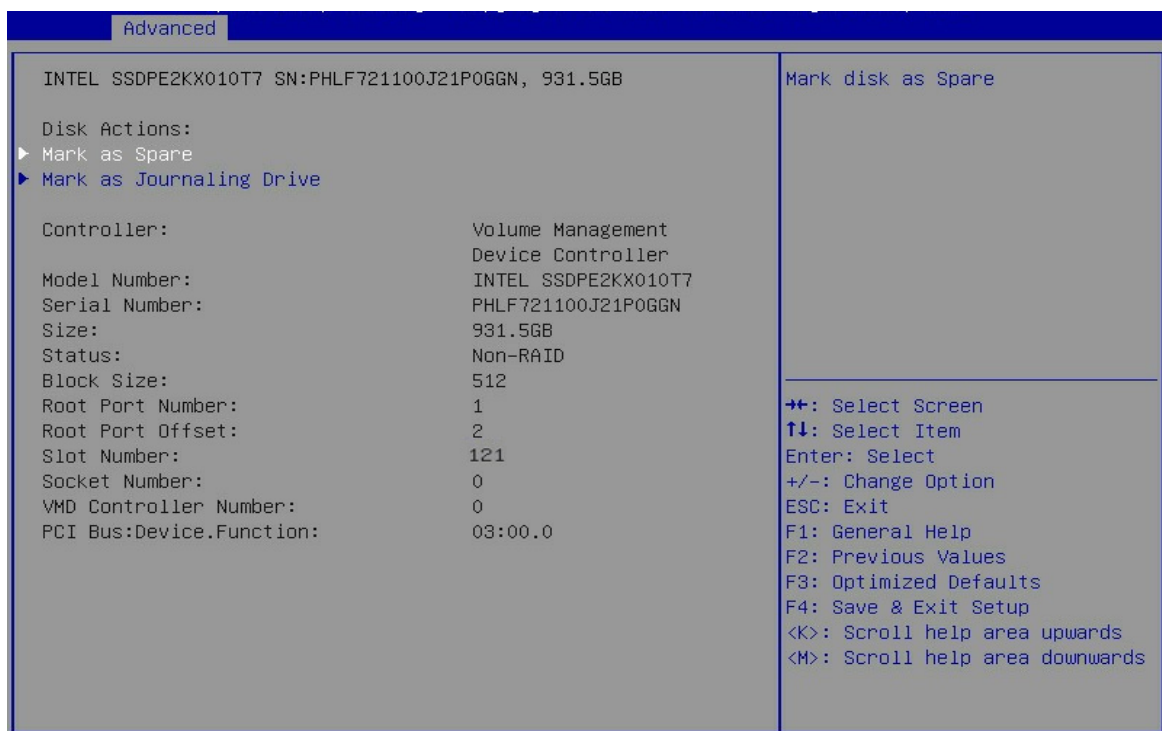 Advanced
INTEL SSDPE2KX010T7 SN:PHLF721100J21P0GGN, 931.5GB
Disk Actions:
Mark as Spare
Mark as Journaling Drive
Controller: Volume Management
Device Controller
Model Number: INTEL SSDPE2KX010T7
Serial Number: PHLF721100J21P0GGN
Size: 931.5GB
Status: Non-RAID
Block Size: 512
Root Port Number: 1
Root Port Offset: 2
Slot Number: 121
Socket Number: 0
VMD Controller Number: 0
PCI Bus:Device.Function: 03:00.0
Mark disk as Spare
→←: Select Screen
↑↓: Select Item
Enter: Select
+/-: Change Option
ESC: Exit
F1: General Help
F2: Previous Values
F3: Optimized Defaults
F4: Save & Exit Setup
<K>: Scroll help area upwards
<M>: Scroll help area downwards